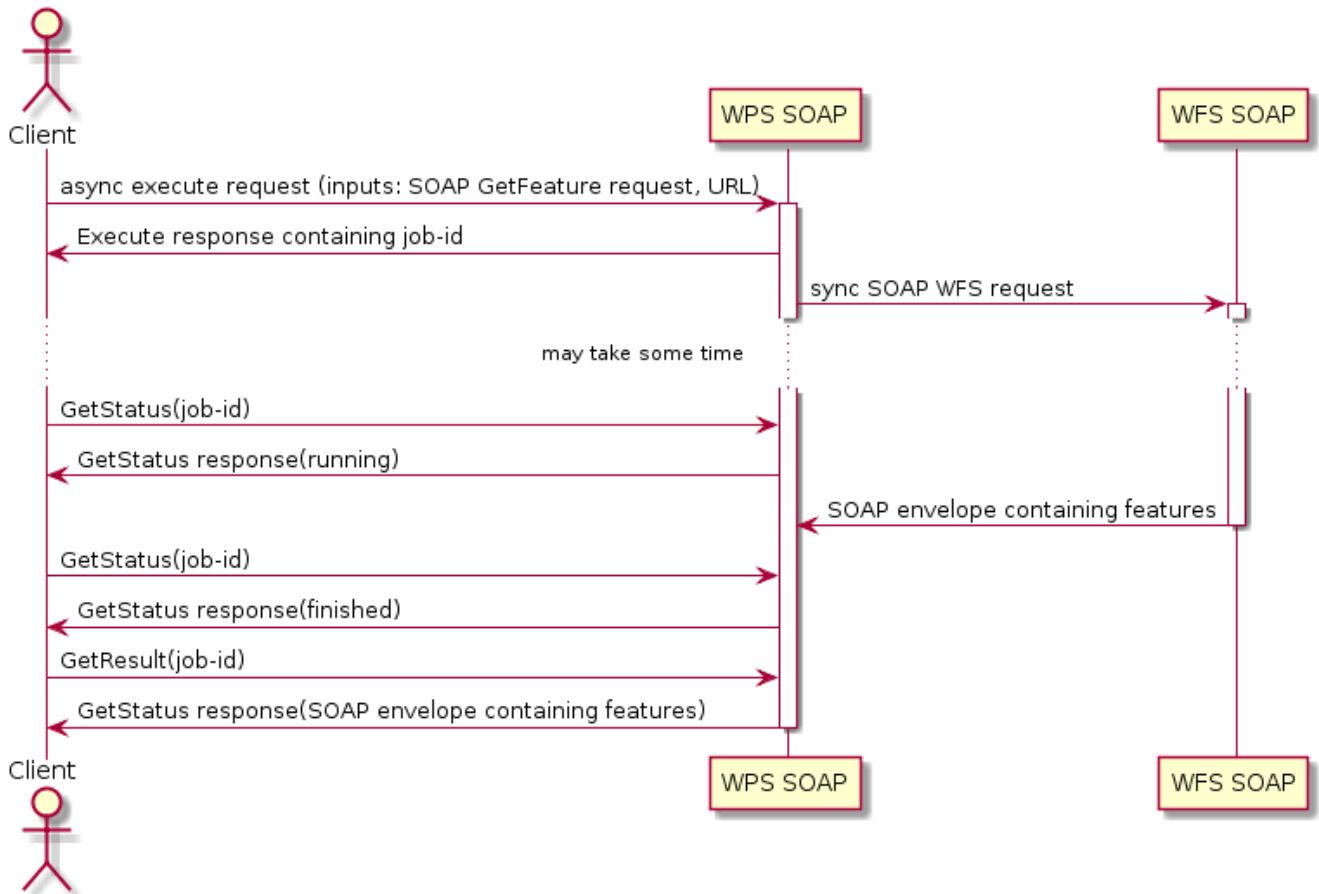 Client
WPS SOAP
WFS SOAP
async execute request (inputs: SOAP GetFeature request, URL)
Execute response containing job-id
sync SOAP WFS request
may take some time
GetStatus(job-id)
GetStatus response(running)
SOAP envelope containing features
GetStatus(job-id)
GetStatus response(finished)
GetResult(job-id)
GetStatus response(SOAP envelope containing features)
Client
WPS SOAP
WFS SOAP